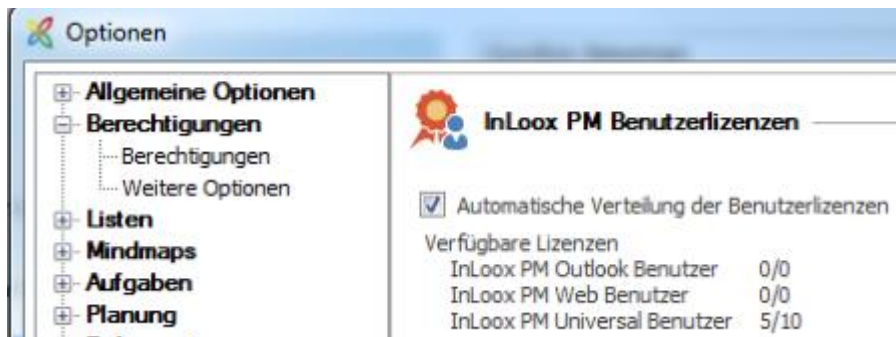 Optionen
Allgemeine Optionen
Berechtigungen
Berechtigungen
Weitere Optionen
Listen
Mindmaps
Aufgaben
Planung
InLoox PM Benutzerlizenzen
Automatische Verteilung der Benutzerlizenzen
Verfügbare Lizenzen
InLoox PM Outlook Benutzer 0/0
InLoox PM Web Benutzer 0/0
InLoox PM Universal Benutzer 5/10